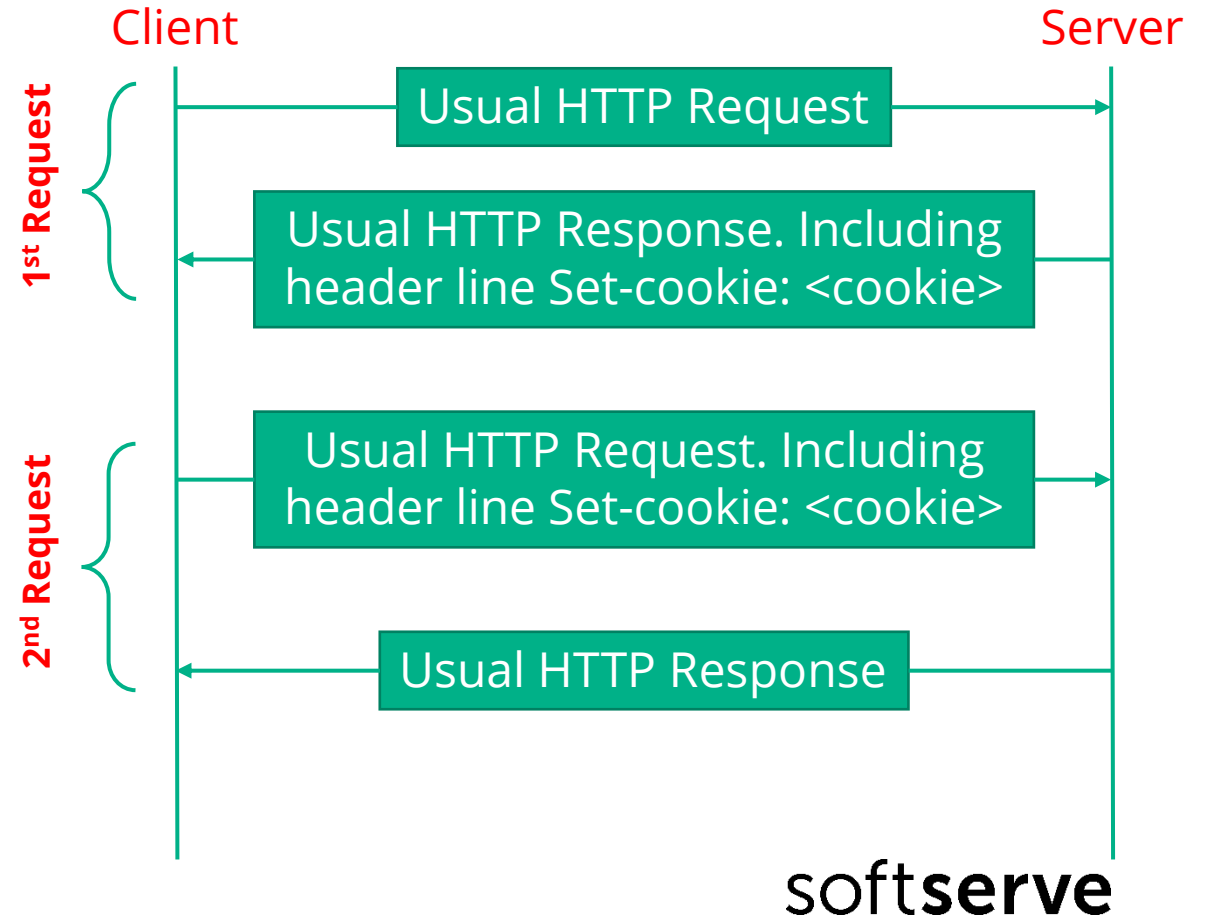 Client
Server
1st Request
Usual HTTP Request
Usual HTTP Response. Including
header line Set-cookie: <cookie>
2nd Request
Usual HTTP Request. Including
header line Set-cookie: <cookie>
Usual HTTP Response
softserve